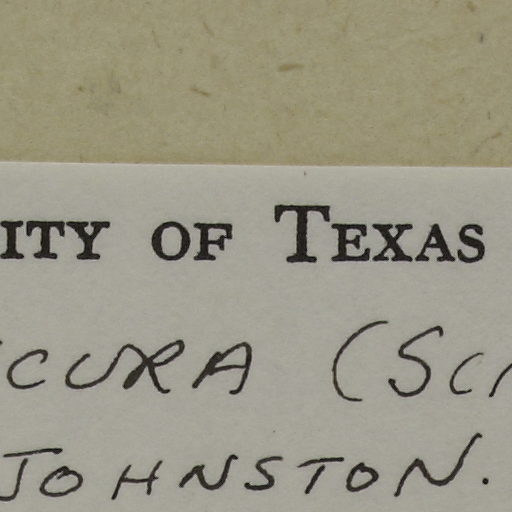 ITY OF TEXAS
CURA (SC
JOHNSTON.